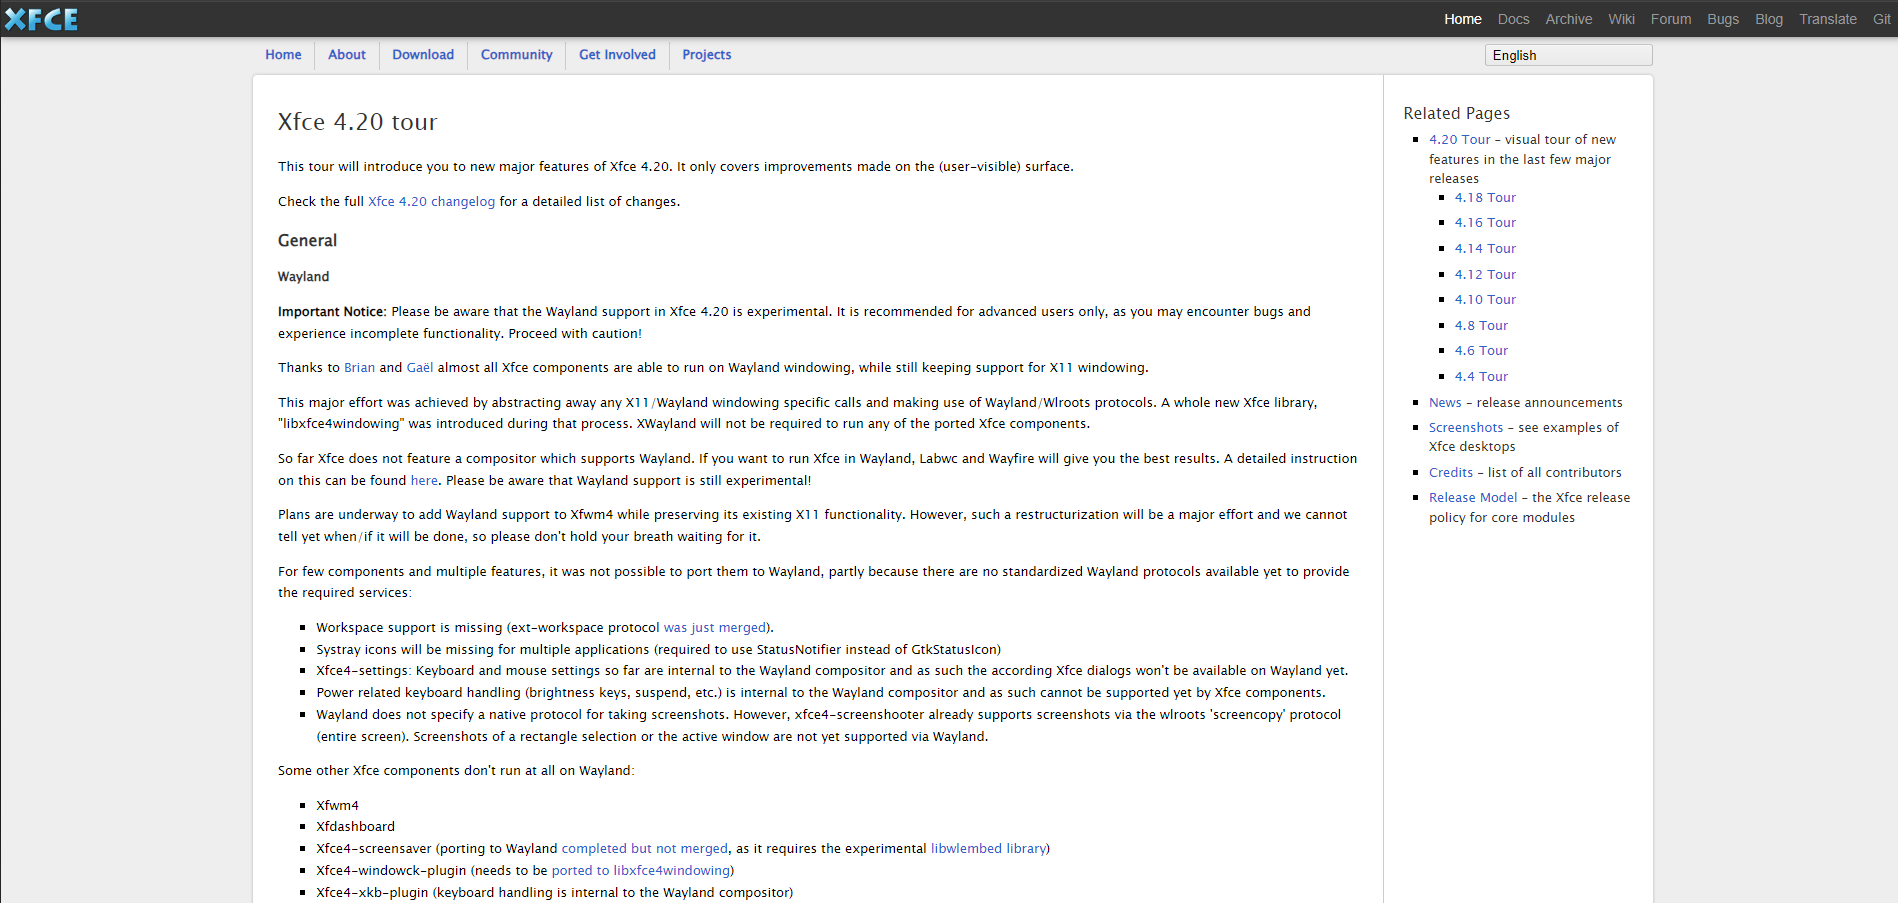 XFCE
Home Docs Archive Wiki Forum Bugs Blog Translate Git
Home About Download Community Get Involved Projects
English
Xfce 4.20 tour
This tour will introduce you to new major features of Xfce 4.20. It only covers improvements made on the (user-visible) surface.
Check the full Xfce 4.20 changelog for a detailed list of changes.
General
Wayland
Important Notice: Please be aware that the Wayland support in Xfce 4.20 is experimental. It is recommended for advanced users only, as you may encounter bugs and
experience incomplete functionality. Proceed with caution!
Thanks to Brian and Gaël almost all Xfce components are able to run on Wayland windowing, while still keeping support for X11 windowing.
This major effort was achieved by abstracting away any X11/Wayland windowing specific calls and making use of Wayland/Wlroots protocols. A whole new Xfce library,
"libxfce4windowing" was introduced during that process. XWayland will not be required to run any of the ported Xfce components.
So far Xfce does not feature a compositor which supports Wayland. If you want to run Xfce in Wayland, Labwc and Wayfire will give you the best results. A detailed instruction
on this can be found here. Please be aware that Wayland support is still experimental!
Plans are underway to add Wayland support to Xfwm4 while preserving its existing X11 functionality. However, such a restructurization will be a major effort and we cannot
tell yet when/if it will be done, so please don't hold your breath waiting for it.
For few components and multiple features, it was not possible to port them to Wayland, partly because there are no standardized Wayland protocols available yet to provide
the required services:
Workspace support is missing (ext-workspace protocol was just merged).
Systray icons will be missing for multiple applications (required to use StatusNotifier instead of GtkStatusIcon)
Xfce4-settings: Keyboard and mouse settings so far are internal to the Wayland compositor and as such the according Xfce dialogs won't be available on Wayland yet.
Power related keyboard handling (brightness keys, suspend, etc.) is internal to the Wayland compositor and as such cannot be supported yet by Xfce components.
Wayland does not specify a native protocol for taking screenshots. However, xfce4-screenshooter already supports screenshots via the wlroots 'screencopy' protocol
(entire screen). Screenshots of a rectangle selection or the active window are not yet supported via Wayland.
Some other Xfce components don't run at all on Wayland:
Xfwm4
Xfdashboard
Xfce4-screensaver (porting to Wayland completed but not merged, as it requires the experimental libwlembed library)
Xfce4-windowck-plugin (needs to be ported to libxfce4windowing)
Xfce4-xkb-plugin (keyboard handling is internal to the Wayland compositor)
Related Pages
4.20 Tour - visual tour of new
features in the last few major
releases
4.18 Tour
4.16 Tour
4.14 Tour
4.12 Tour
4.10 Tour
4.8 Tour
4.6 Tour
4.4 Tour
News - release announcements
Screenshots - see examples of
Xfce desktops
Credits - list of all contributors
Release Model - the Xfce release
policy for core modules